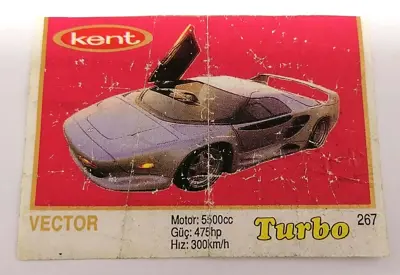 kent
VECTOR
Motor: 5500cc
Güç: 475hp
Hız: 300km/h
Turbo
267